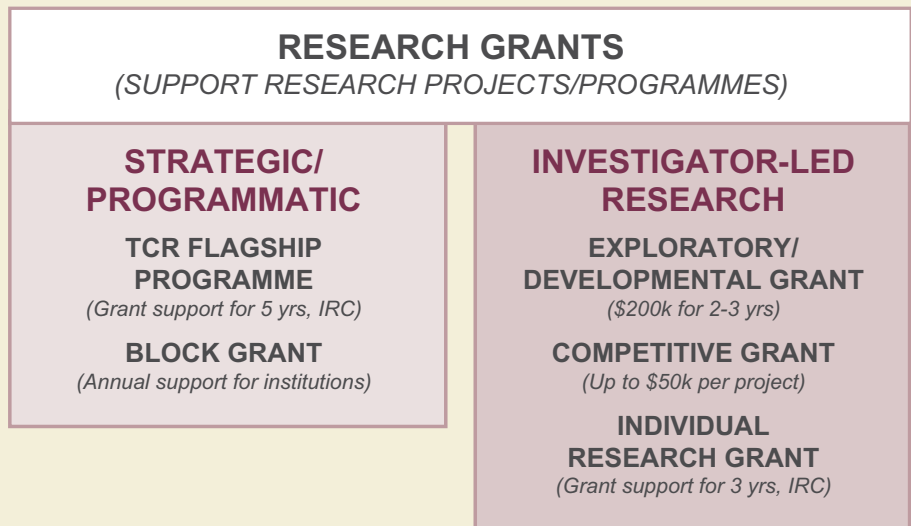 RESEARCH GRANTS
(SUPPORT RESEARCH PROJECTS/PROGRAMMES)
STRATEGIC/
PROGRAMMATIC
TCR FLAGSHIP
PROGRAMME
(Grant support for 5 yrs, IRC)
BLOCK GRANT
(Annual support for institutions)
INVESTIGATOR-LED
RESEARCH
EXPLORATORY/
DEVELOPMENTAL GRANT
($200k for 2-3 yrs)
COMPETITIVE GRANT
(Up to $50k per project)
INDIVIDUAL
RESEARCH GRANT
(Grant support for 3 yrs, IRC)